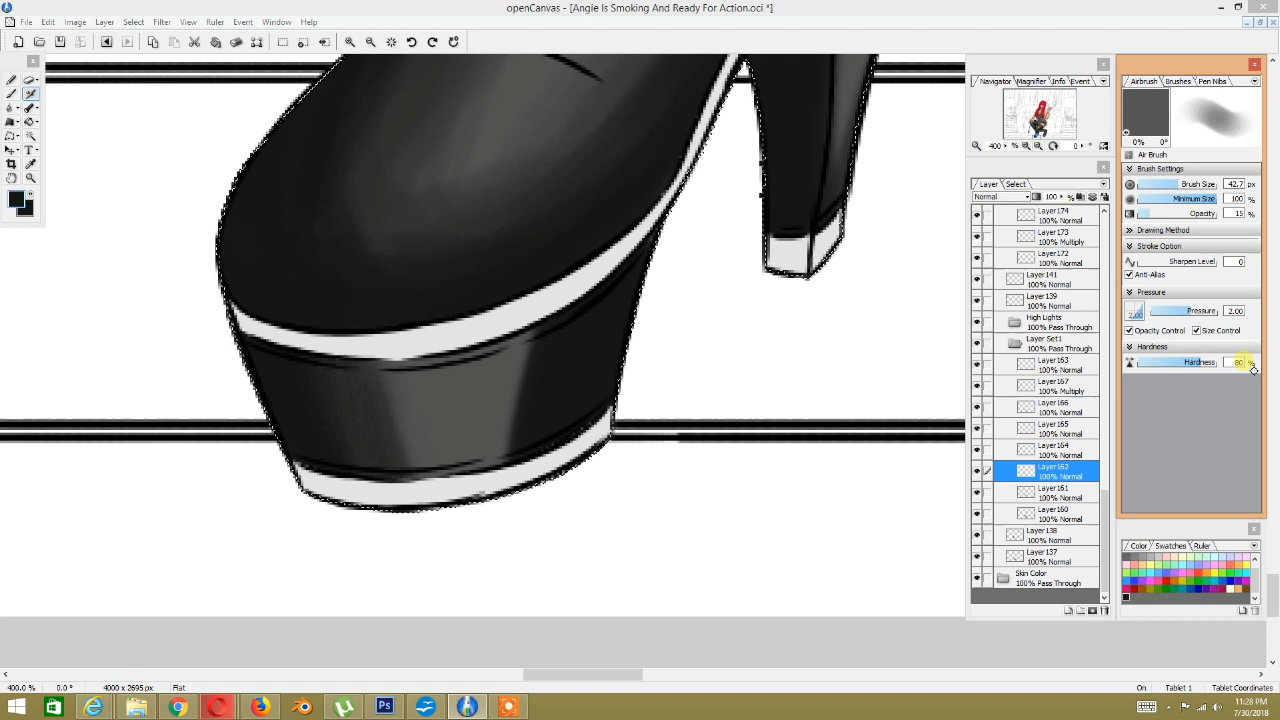 openCanvas - [Angie Is Smoking And Ready For Action.oci *]
File Edit Image Layer Select Filter View Ruler Event Window Help
Navigator Magnifier Info Event
400 % 0 °
Layer Select
Normal 100 %
Layer174
100% Normal
Layer173
100% Multiply
Layer172
100% Normal
Layer141
100% Normal
Layer139
100% Normal
High Lights
100% Pass Through
Layer Set1
100% Pass Through
Layer163
100% Normal
Layer167
100% Multiply
Layer166
100% Normal
Layer165
100% Normal
Layer164
100% Normal
Layer162
100% Normal
Layer161
100% Normal
Layer160
100% Normal
Layer138
100% Normal
Layer137
100% Normal
Skin Color
100% Pass Through
Airbrush Brushes Pen Nibs
0% 0°
Air Brush
Brush Settings
Brush Size 42.7 px
Minimum Size 100 %
Opacity 15 %
Drawing Method
Stroke Option
Sharpen Level 0
Anti-Alias
Pressure
2.00 Pressure 2.00
Opacity Control Size Control
Hardness
Hardness 80 %
Color Swatches Ruler
400.0 % 0.0 ° 4000 x 2695 px Flat On Tablet 1 Tablet Coordinates
Ps
11:28 PM
7/30/2018